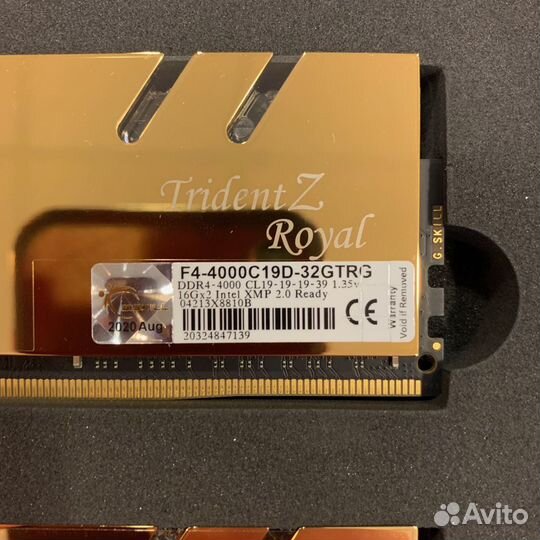 Trident Z
Royal
G.SKILL
F4-4000C19D-32GTRG
DDR4-4000 CL19-19-19-39 1.35v
16Gx2 Intel XMP 2.0 Ready
04213X8810B
20324847139
2020 Aug
Warranty
Void if Removed
Avito